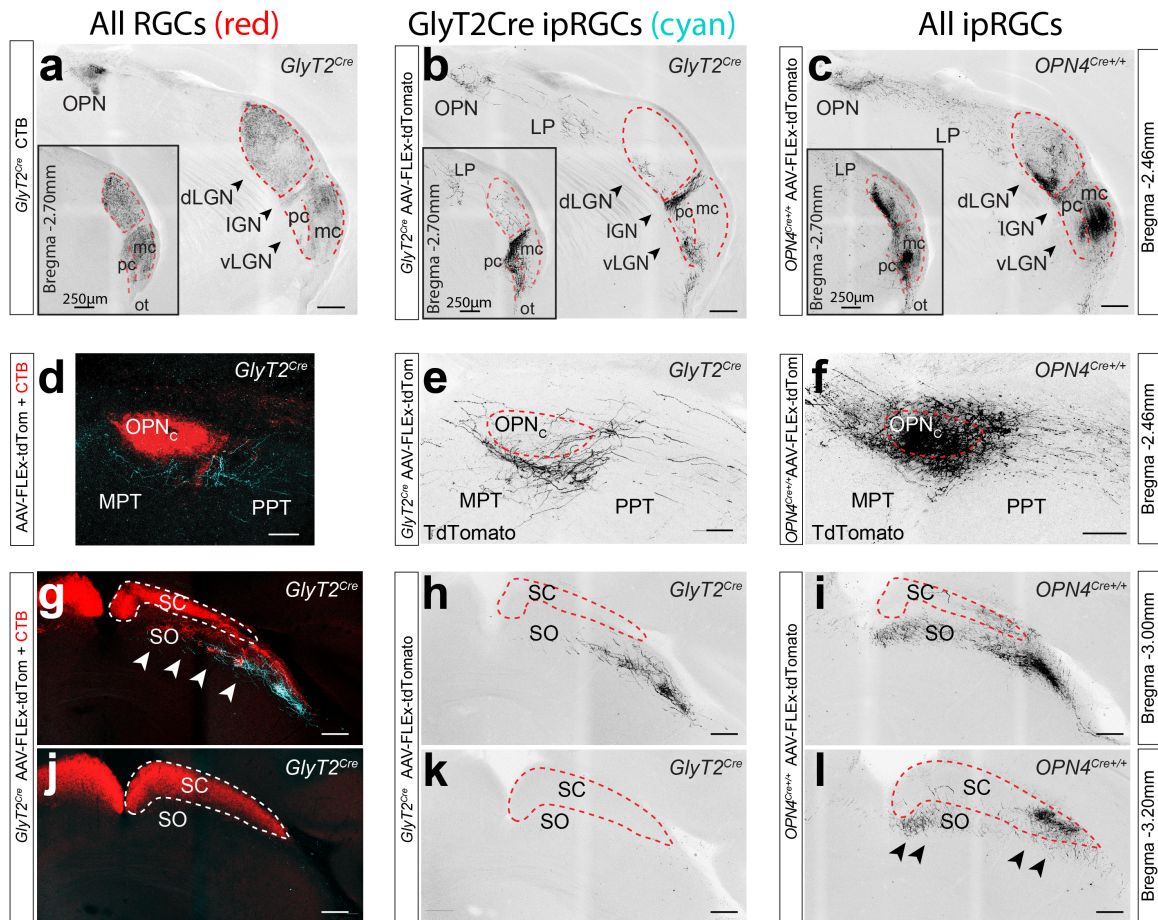 All RGCs (red)
GlyT2Cre ipRGCs (cyan)
All ipRGCs
GlyT2Cre CTB
a
GlyT2Cre
OPN
dLGN
IGN
vLGN
pc
mc
Bregma -2.70mm
mc
pc
250µm
ot
GlyT2Cre AAV-FLEx-tdTomato
b
GlyT2Cre
OPN
LP
dLGN
IGN
vLGN
pc
mc
Bregma -2.70mm
LP
mc
pc
250µm
ot
OPN4Cre+/+ AAV-FLEx-tdTomato
c
OPN4Cre+/+
OPN
LP
dLGN
IGN
vLGN
pc
mc
Bregma -2.70mm
LP
mc
pc
250µm
ot
Bregma -2.46mm
AAV-FLEx-tdTom + CTB
d
GlyT2Cre
OPNC
MPT
PPT
GlyT2Cre AAV-FLEx-tdTom
e
GlyT2Cre
OPNC
MPT
PPT
TdTomato
OPN4Cre+/+AAV-FLEx-tdTom
f
OPN4Cre+/+
OPNC
MPT
PPT
TdTomato
Bregma -2.46mm
GlyT2Cre AAV-FLEx-tdTom + CTB
g
GlyT2Cre
SC
SO
GlyT2Cre AAV-FLEx-tdTomato
h
GlyT2Cre
SC
SO
OPN4Cre+/+ AAV-FLEx-tdTomato
i
OPN4Cre+/+
SC
SO
Bregma -3.00mm
j
GlyT2Cre
SC
SO
k
GlyT2Cre
SC
SO
l
OPN4Cre+/+
SC
SO
Bregma -3.20mm